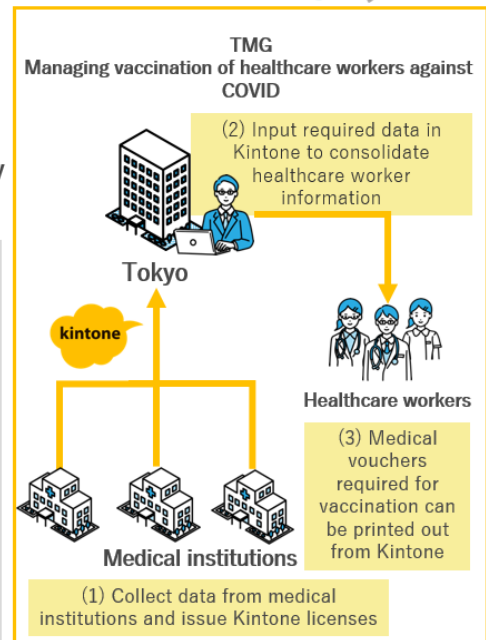 TMG
Managing vaccination of healthcare workers against
COVID
(2) Input required data in
Kintone to consolidate
healthcare worker
information
Tokyo
kintone
Healthcare workers
(3) Medical
vouchers
required for
vaccination can
be printed out
from Kintone
Medical institutions
(1) Collect data from medical
institutions and issue Kintone licenses